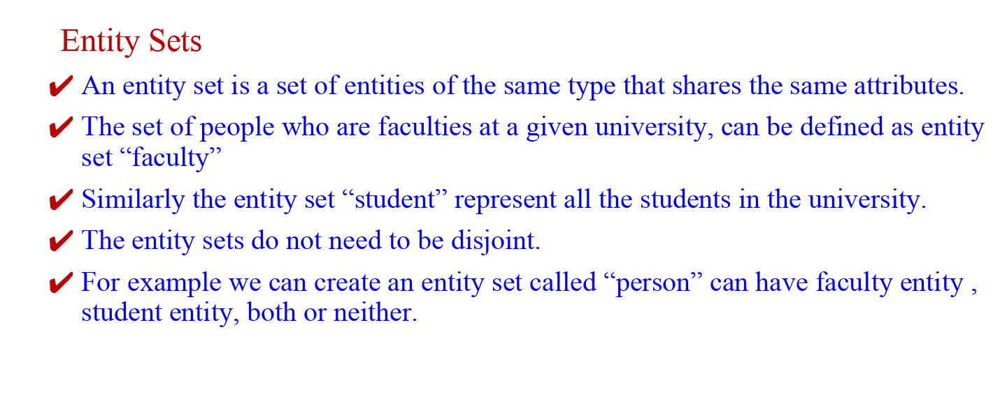 Entity Sets
✔ An entity set is a set of entities of the same type that shares the same attributes.
✔ The set of people who are faculties at a given university, can be defined as entity
set “faculty”
✔ Similarly the entity set “student” represent all the students in the university.
✔ The entity sets do not need to be disjoint.
✔ For example we can create an entity set called “person” can have faculty entity ,
student entity, both or neither.